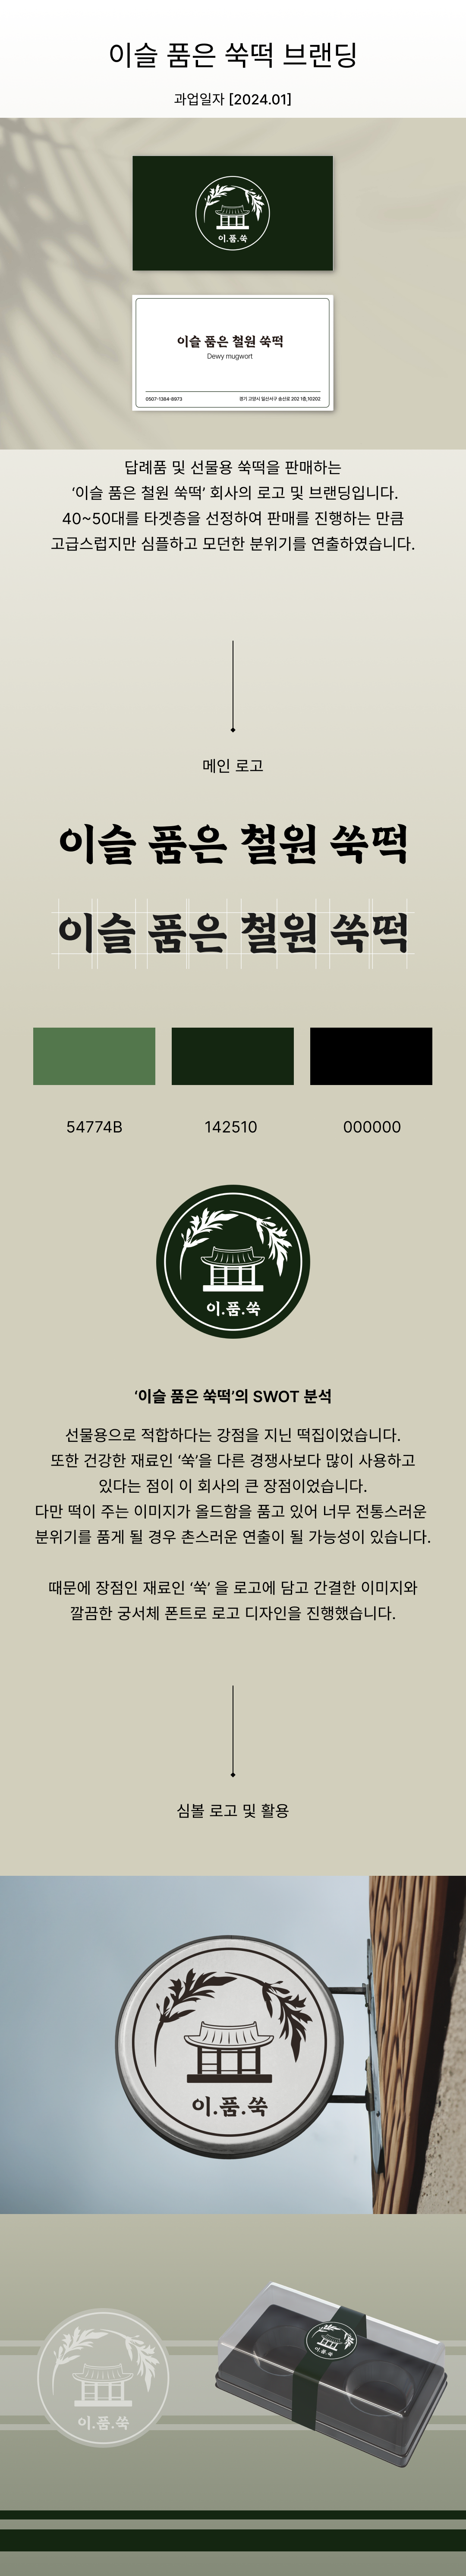 이슬 품은 쑥떡 브랜딩
과업일자 [2024.01]
이.품.쑥
이슬 품은 철원 쑥떡
Dewy mugwort
0507-1384-8973
경기 고양시 일산서구 송산로 202 1층,10202
답례품 및 선물용 쑥떡을 판매하는
‘이슬 품은 철원 쑥떡’ 회사의 로고 및 브랜딩입니다.
40~50대를 타겟층을 선정하여 판매를 진행하는 만큼
고급스럽지만 심플하고 모던한 분위기를 연출하였습니다.
메인 로고
이슬 품은 철원 쑥떡
이슬 품은 철원 쑥떡
54774B
142510
000000
이.품.쑥
‘이슬 품은 쑥떡’의 SWOT 분석
선물용으로 적합하다는 강점을 지닌 떡집이었습니다.
또한 건강한 재료인 ‘쑥’을 다른 경쟁사보다 많이 사용하고
있다는 점이 이 회사의 큰 장점이었습니다.
다만 떡이 주는 이미지가 올드함을 품고 있어 너무 전통스러운
분위기를 품게 될 경우 촌스러운 연출이 될 가능성이 있습니다.
때문에 장점인 재료인 ‘쑥’ 을 로고에 담고 간결한 이미지와
깔끔한 궁서체 폰트로 로고 디자인을 진행했습니다.
심볼 로고 및 활용
이.품.쑥
이.품.쑥
이.품.쑥